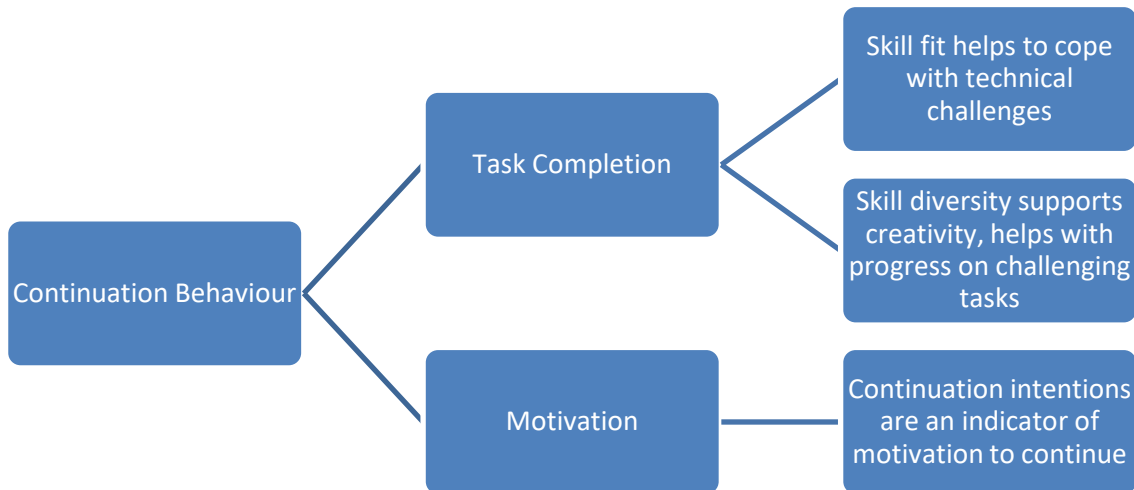 Continuation Behaviour
Task Completion
Skill fit helps to cope
with technical
challenges
Skill diversity supports
creativity, helps with
progress on challenging
tasks
Motivation
Continuation intentions
are an indicator of
motivation to continue